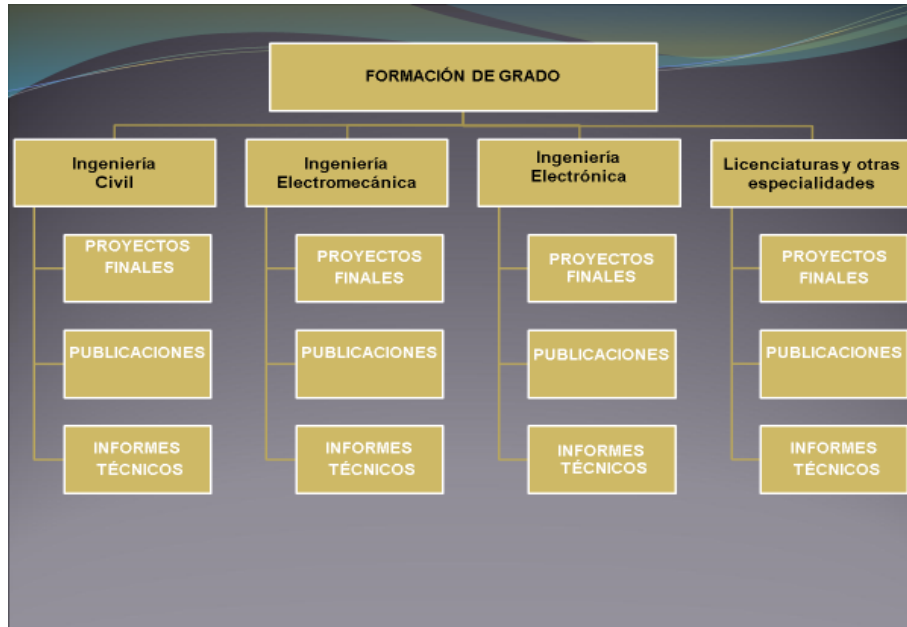 FORMACIÓN DE GRADO
Ingeniería
Civil
Ingeniería
Electromecánica
Ingeniería
Electrónica
Licenciaturas y otras
especialidades
PROYECTOS
FINALES
PROYECTOS
FINALES
PROYECTOS
FINALES
PROYECTOS
FINALES
PUBLICACIONES
PUBLICACIONES
PUBLICACIONES
PUBLICACIONES
INFORMES
TÉCNICOS
INFORMES
TÉCNICOS
INFORMES
TÉCNICOS
INFORMES
TÉCNICOS